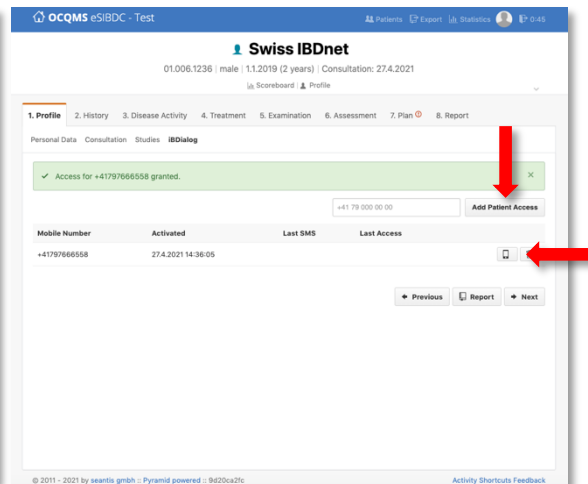 OCQMS eSIBDC - Test
Patients Export Statistics 0:45
Swiss IBDnet
01.006.1236 | male | 1.1.2019 (2 years) | Consultation: 27.4.2021
Scoreboard | Profile
1. Profile 2. History 3. Disease Activity 4. Treatment 5. Examination 6. Assessment 7. Plan 8. Report
Personal Data Consultation Studies iBDialog
Access for +41797666558 granted.
+41 79 000 00 00 Add Patient Access
Mobile Number Activated Last SMS Last Access
+41797666558 27.4.2021 14:36:05
Previous Report Next
© 2011 - 2021 by seantis gmbh :: Pyramid powered :: 9d20ca2fc Activity Shortcuts Feedback